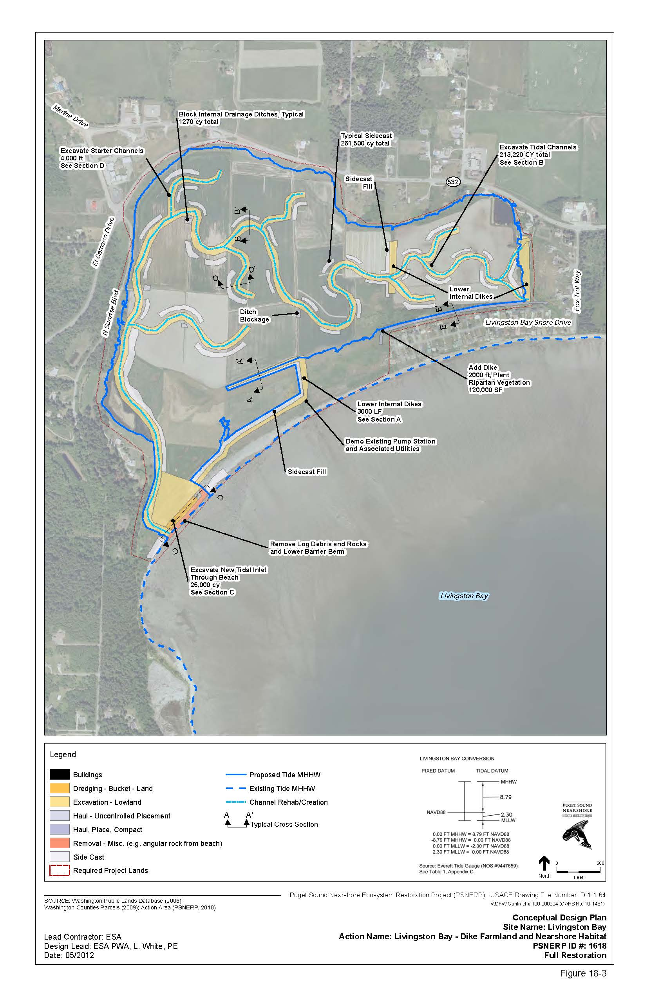 Marine Drive
Block Internal Drainage Ditches, Typical
1270 cy total
Typical Sidecast
261,500 cy total
Excavate Starter Channels
4,000 ft
See Section D
Excavate Tidal Channels
213,220 CY total
See Section B
Sidecast
Fill
532
El Camano Drive
B'
B
D
D'
Lower
Internal Dikes
Fox Trot Way
N Sunrise Blvd
Ditch
Blockage
E'
E
Livingston Bay Shore Drive
A'
A
Add Dike
2000 ft, Plant
Riparian Vegetation
120,000 SF
Lower Internal Dikes
3000 LF
See Section A
Demo Existing Pump Station
and Associated Utilities
Sidecast Fill
C
C'
Remove Log Debris and Rocks
and Lower Barrier Berm
Excavate New Tidal Inlet
Through Beach
25,000 cy
See Section C
Livingston Bay
Legend
Buildings
Dredging - Bucket - Land
Excavation - Lowland
Haul - Uncontrolled Placement
Haul, Place, Compact
Removal - Misc. (e.g. angular rock from beach)
Side Cast
Required Project Lands
Proposed Tide MHHW
Existing Tide MHHW
Channel Rehab/Creation
A A'
Typical Cross Section
LIVINGSTON BAY CONVERSION
FIXED DATUM TIDAL DATUM
MHHW
8.79
NAVD88
2.30
MLLW
0.00 FT MHHW = 8.79 FT NAVD88
-8.79 FT MHHW = 0.00 FT NAVD88
0.00 FT MLLW = -2.30 FT NAVD88
2.30 FT MLLW = 0.00 FT NAVD88
Source: Everett Tide Gauge (NOS #9447659).
See Table 1, Appendix C.
PUGET SOUND
NEARSHORE
ECOSYSTEM RESTORATION PROJECT
North
0 500
Feet
Puget Sound Nearshore Ecosystem Restoration Project (PSNERP) USACE Drawing FIle Number: D-1-1-64
WDFW Contract # 100-000204 (CAPS No. 10-1461)
SOURCE: Washington Public Lands Database (2006);
Washington Counties Parcels (2009); Action Area (PSNERP, 2010)
Conceptual Design Plan
Site Name: Livingston Bay
Action Name: Livingston Bay - Dike Farmland and Nearshore Habitat
PSNERP ID #: 1618
Full Restoration
Lead Contractor: ESA
Design Lead: ESA PWA, L. White, PE
Date: 05/2012
Figure 18-3